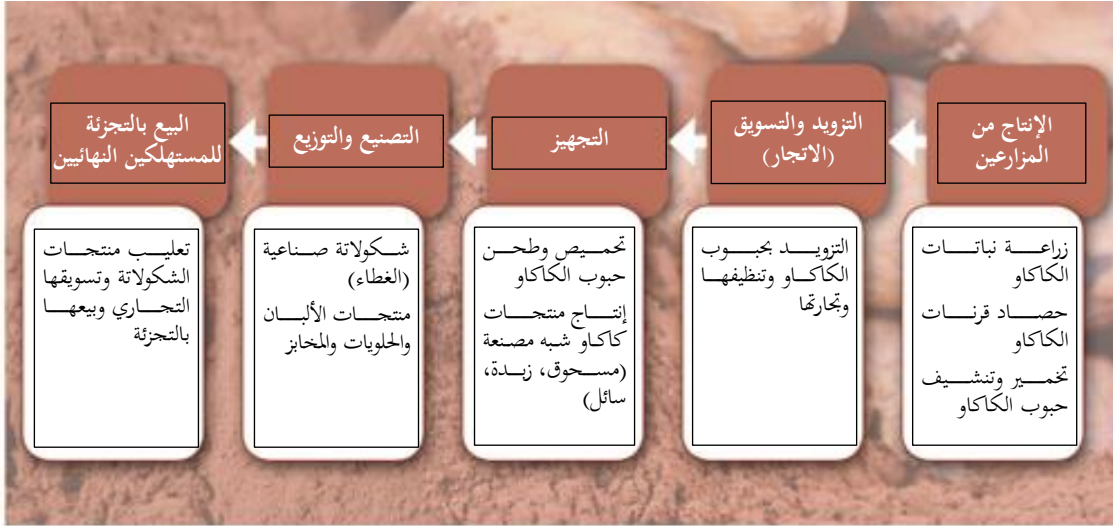 الإنتاج من
المزارعين
التزويد والتسويق
(الاتجار)
التجهيز
التصنيع والتوزيع
البيع بالتجزئة
للمستهلكين النهائيين
زراعة نباتات
الكاكاو
حصاد قرنات
الكاكاو
تخمير وتنشيف
حبوب الكاكاو
التزويد بحبوب
الكاكاو وتنظيفها
وتجارتها
تحميص وطحن
حبوب الكاكاو
إنتاج منتجات
كاكاو شبه مصنعة
(مسحوق، زبدة،
سائل)
شكولاتة صناعية
(الغطاء)
منتجات الألبان
والحلويات والمخابز
تعليب منتجات
الشكولاتة وتسويقها
التجاري وبيعها
بالتجزئة